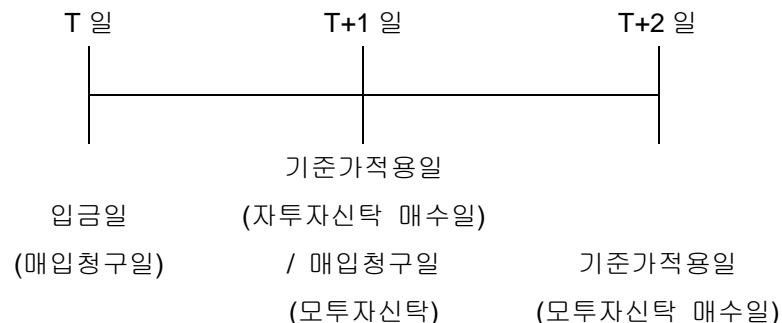 T 일 T+1 일 T+2 일
기준가적용일
입금일 (자투자신탁 매수일)
(매입청구일) / 매입청구일 기준가적용일
(모투자신탁) (모투자신탁 매수일)